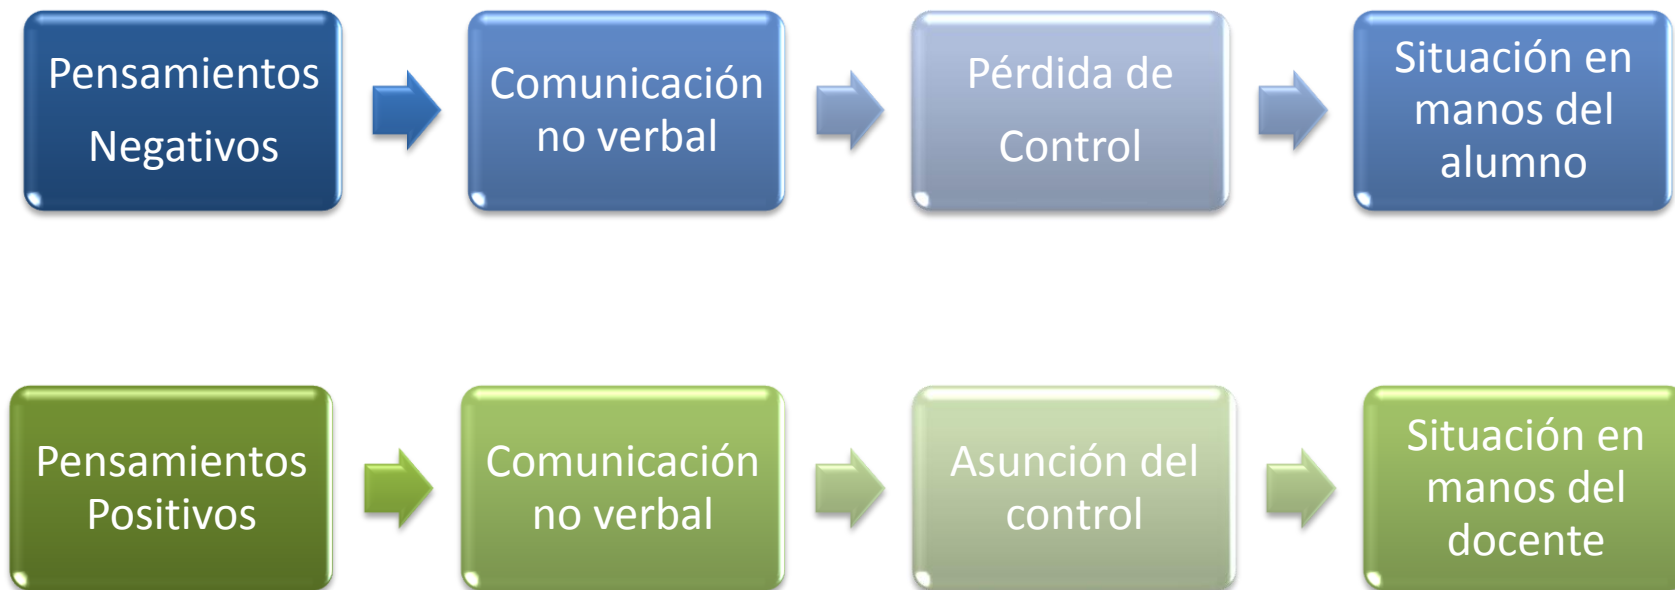 Pensamientos
Negativos
Comunicación
no verbal
Pérdida de
Control
Situación en
manos del
alumno
Pensamientos
Positivos
Comunicación
no verbal
Asunción del
control
Situación en
manos del
docente